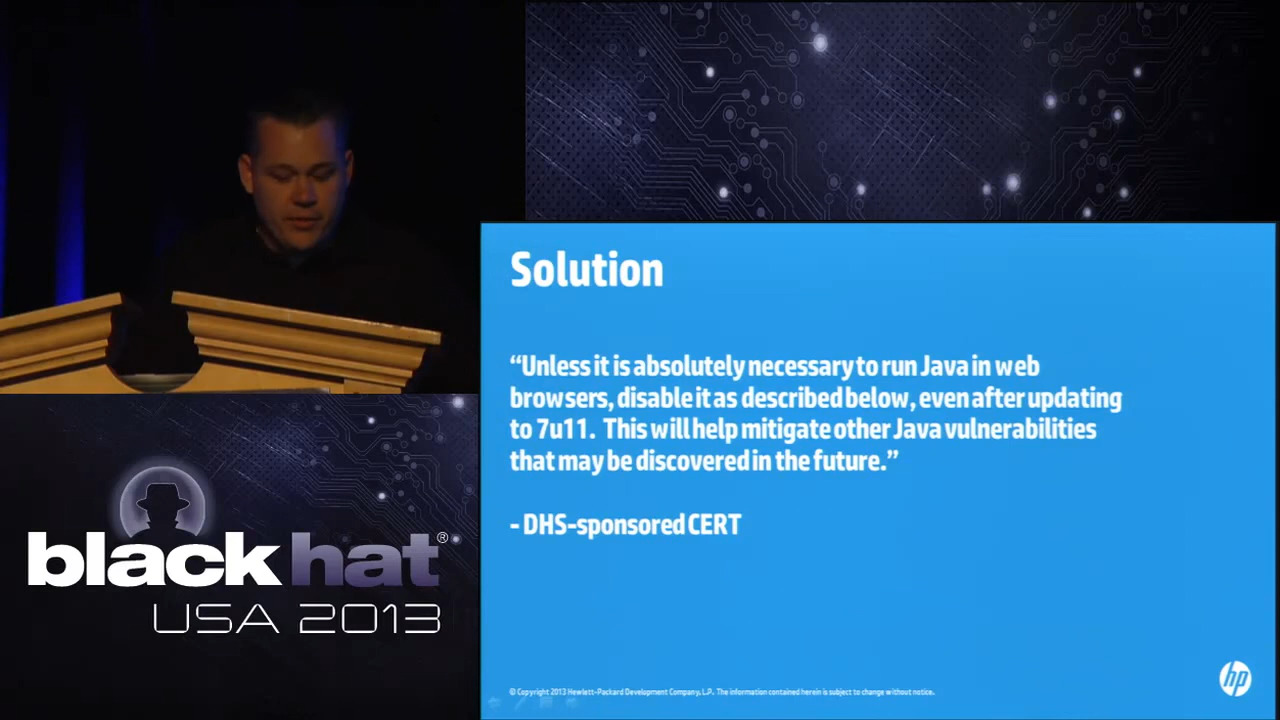 Solution
“Unless it is absolutely necessary to run Java in web
browsers, disable it as described below, even after updating
to 7u11. This will help mitigate other Java vulnerabilities
that may be discovered in the future.”
- DHS-sponsored CERT
© Copyright 2013 Hewlett-Packard Development Company, L.P. The information contained herein is subject to change without notice.
hp
blackhat®
USA 2013